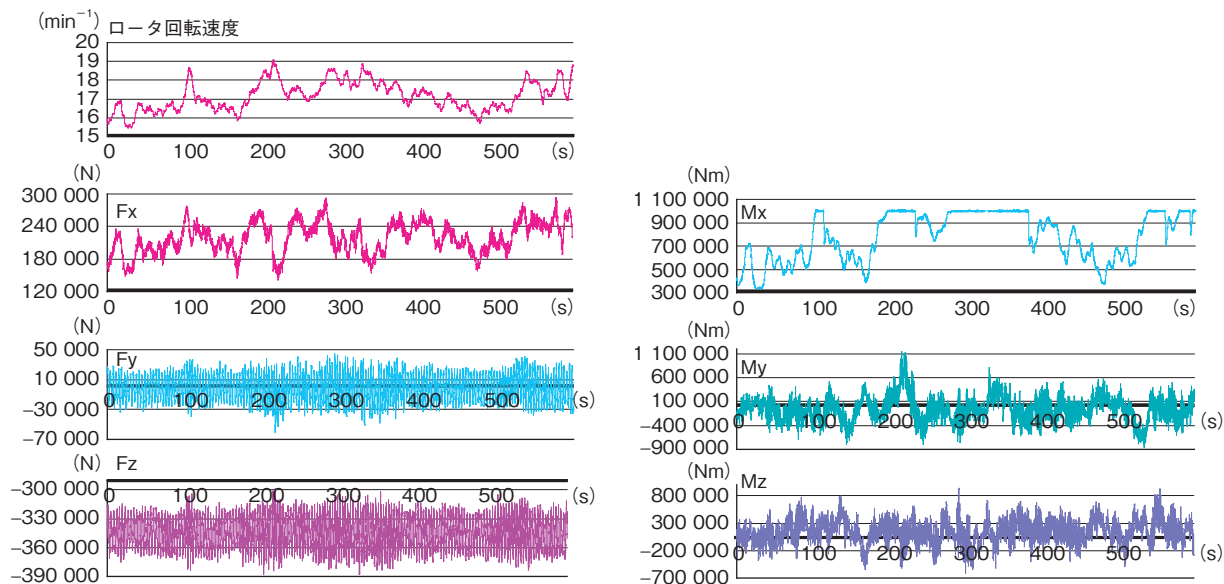 (min⁻¹) ロータ回転速度
20
19
18
17
16
15
0 100 200 300 400 500 (s)
(N)
300 000
240 000
180 000
120 000
Fx
0 100 200 300 400 500 (s)
(N)
50 000
10 000
−30 000
−70 000
Fy
0 100 200 300 400 500 (s)
(N) Fz
−300 000
−330 000
−360 000
−390 000
0 100 200 300 400 500 (s)
(Nm)
1 100 000
900 000
700 000
500 000
300 000
Mx
0 100 200 300 400 500 (s)
(Nm)
1 100 000
600 000
100 000
−400 000
−900 000
My
0 100 200 300 400 500 (s)
(Nm)
800 000
300 000
−200 000
−700 000
Mz
0 100 200 300 400 500 (s)